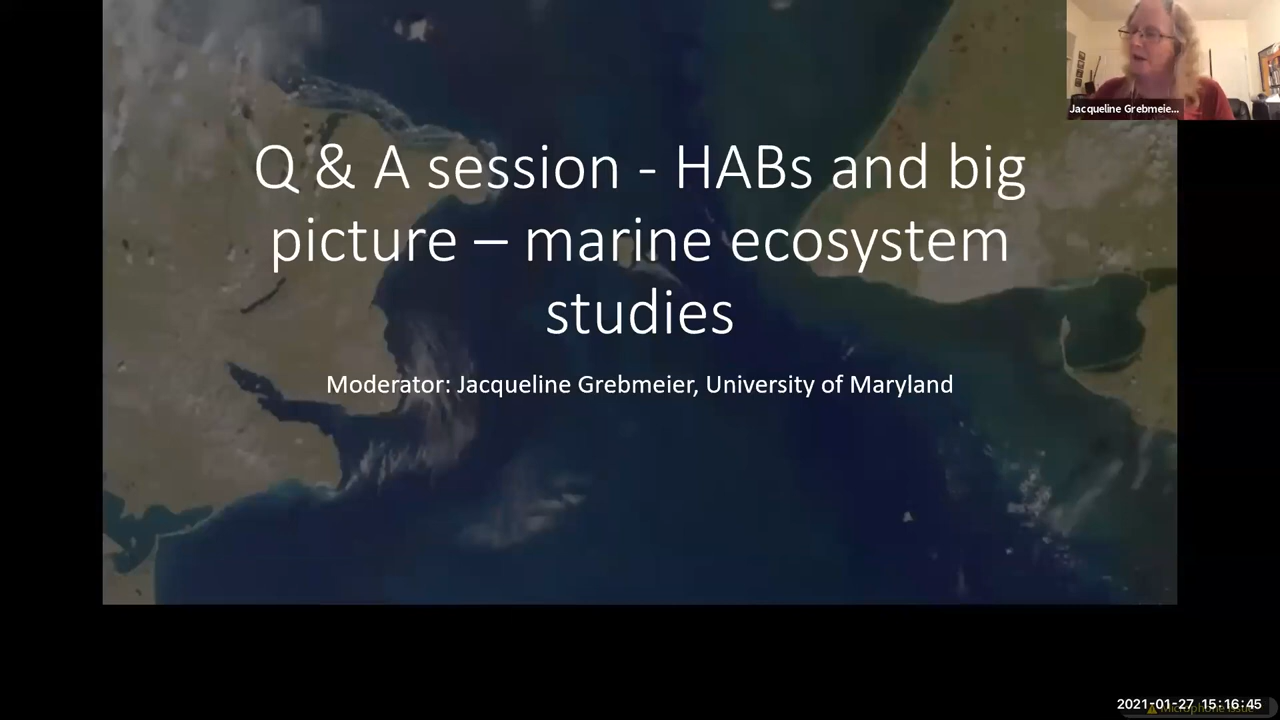 Jacqueline Grebmeie...
Q & A session - HABs and big
picture – marine ecosystem
studies
Moderator: Jacqueline Grebmeier, University of Maryland
2021-01-27 15:16:45